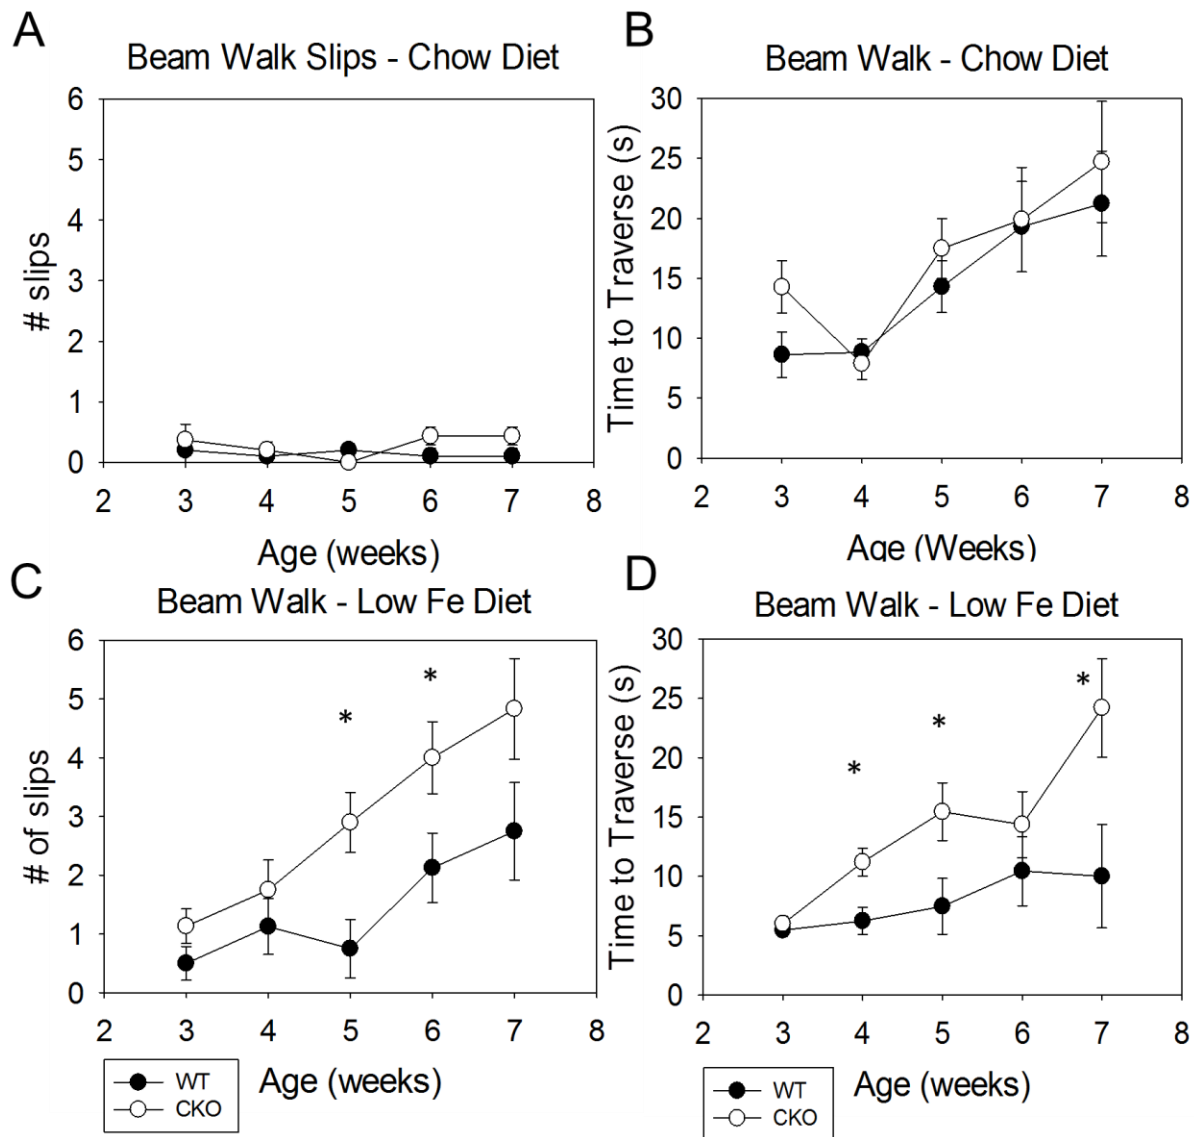 A
Beam Walk Slips - Chow Diet
6
5
4
3
2
1
0
# slips
2 3 4 5 6 7 8
Age (weeks)
B
Beam Walk - Chow Diet
30
25
20
15
10
5
0
Time to Traverse (s)
2 3 4 5 6 7 8
Age (Weeks)
C
Beam Walk - Low Fe Diet
6
5
4
3
2
1
0
# of slips
* *
2 3 4 5 6 7 8
Age (weeks)
WT
CKO
D
Beam Walk - Low Fe Diet
30
25
20
15
10
5
0
Time to Traverse (s)
* * *
2 3 4 5 6 7 8
Age (weeks)
WT
CKO